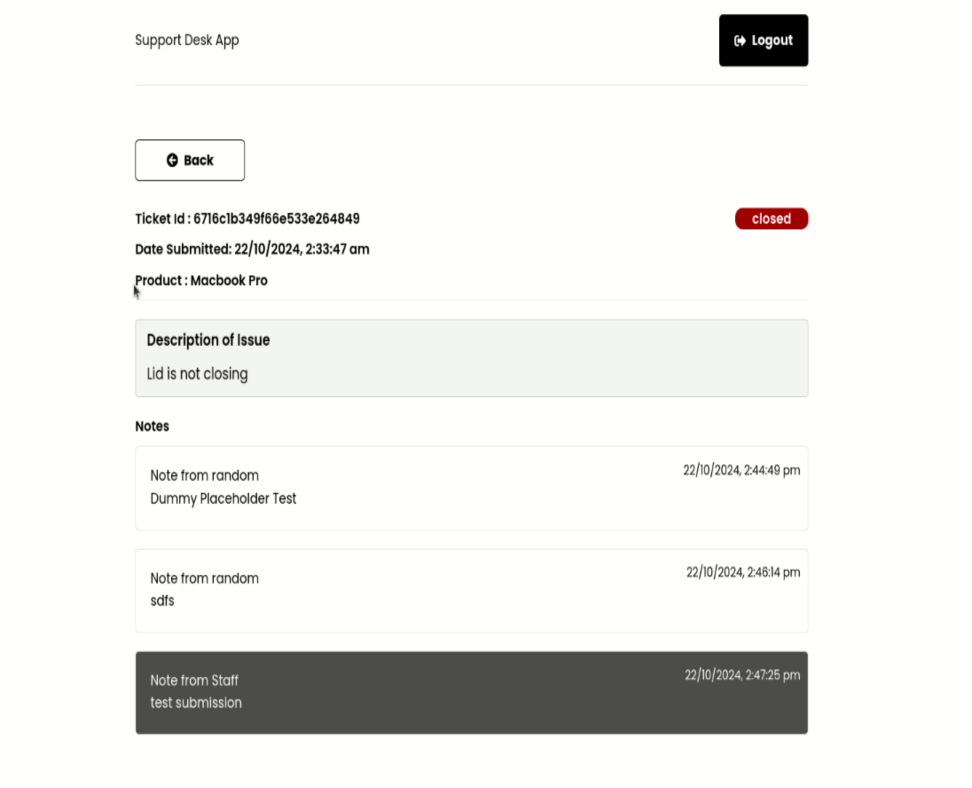 Support Desk App
Logout
Back
Ticket Id : 6716c1b349f66e533e264849
closed
Date Submitted: 22/10/2024, 2:33:47 am
Product : Macbook Pro
Description of Issue
Lid is not closing
Notes
Note from random
22/10/2024, 2:44:49 pm
Dummy Placeholder Test
Note from random
22/10/2024, 2:46:14 pm
sdfs
Note from Staff
22/10/2024, 2:47:25 pm
test submission